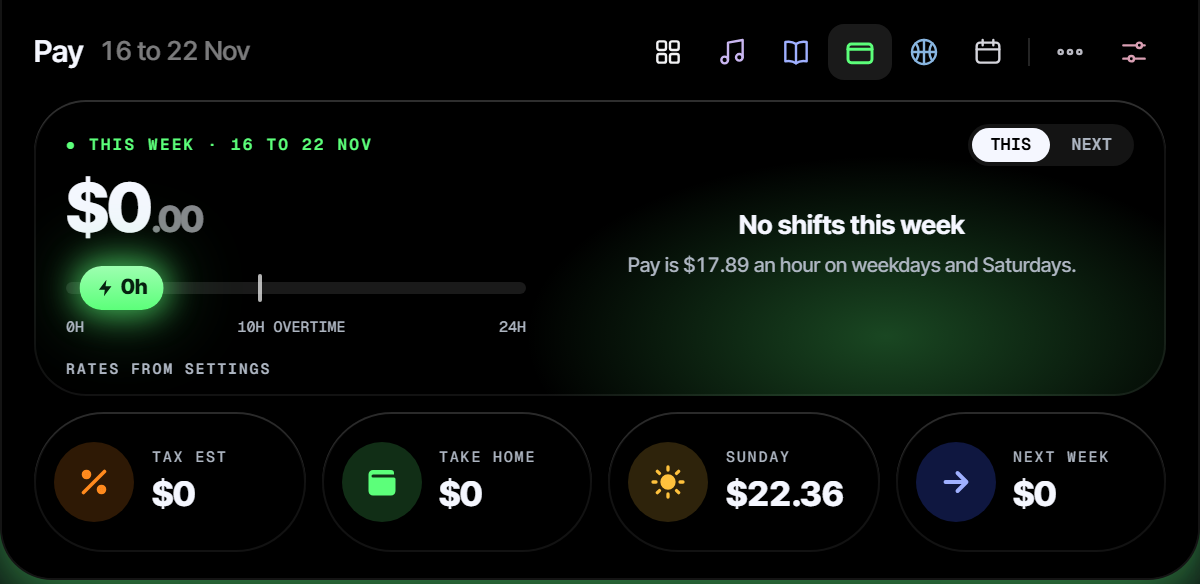 Pay 16 to 22 Nov
• THIS WEEK · 16 TO 22 NOV
THIS NEXT
$0.00
No shifts this week
Pay is $17.89 an hour on weekdays and Saturdays.
0h
0H 10H OVERTIME 24H
RATES FROM SETTINGS
TAX EST
$0
TAKE HOME
$0
SUNDAY
$22.36
NEXT WEEK
$0